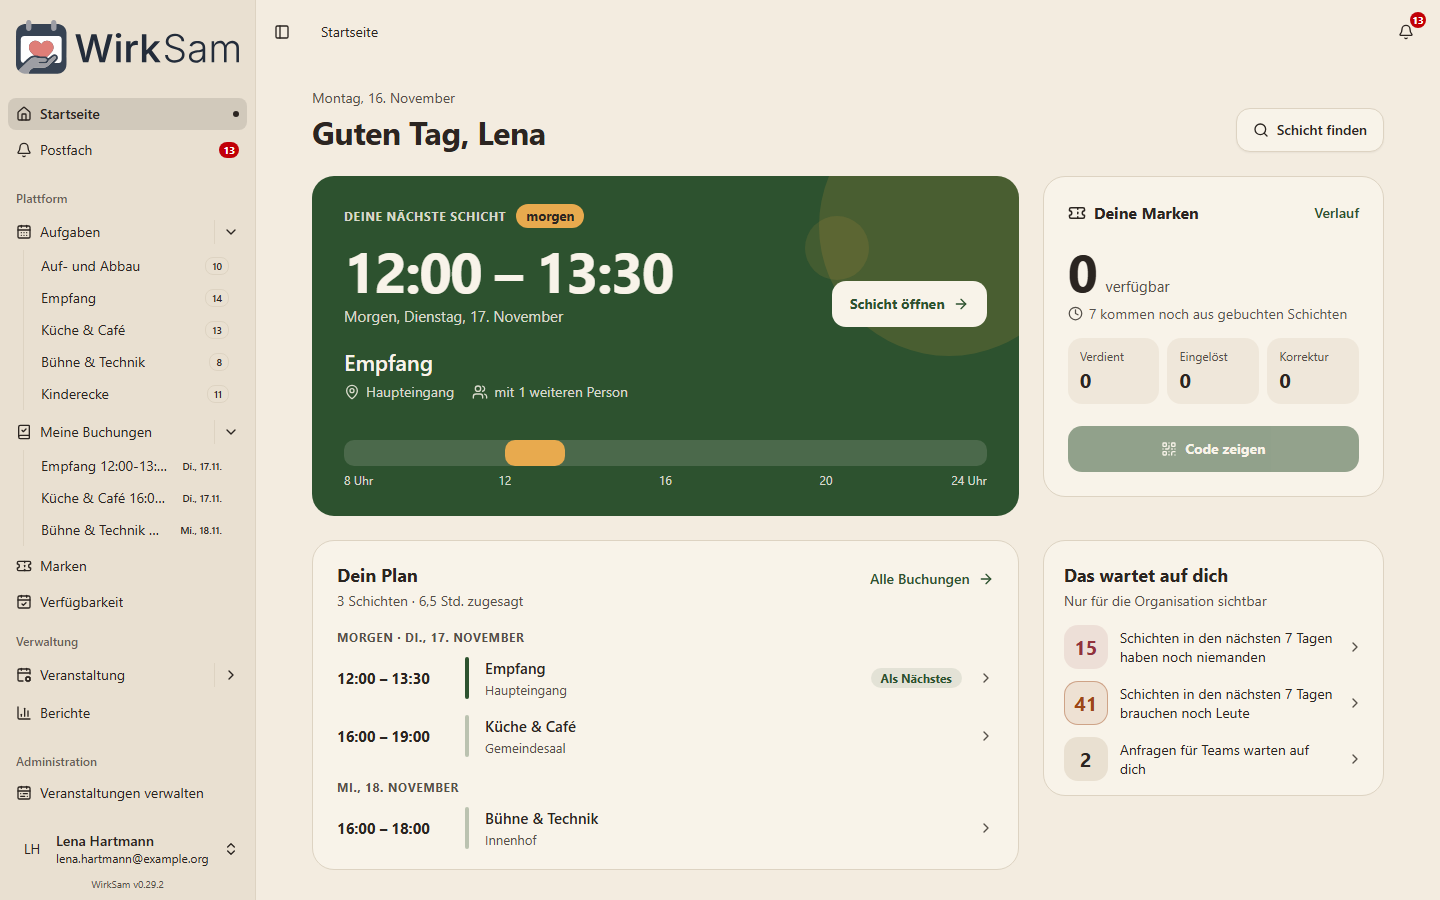 WirkSam
Startseite
Postfach 13
Plattform
Aufgaben
Auf- und Abbau 10
Empfang 14
Küche & Café 13
Bühne & Technik 8
Kinderecke 11
Meine Buchungen
Empfang 12:00-13:... Di., 17.11.
Küche & Café 16:0... Di., 17.11.
Bühne & Technik ... Mi., 18.11.
Marken
Verfügbarkeit
Verwaltung
Veranstaltung
Berichte
Administration
Veranstaltungen verwalten
LH
Lena Hartmann
lena.hartmann@example.org
WirkSam v0.29.2
Startseite
13
Montag, 16. November
Guten Tag, Lena
Schicht finden
DEINE NÄCHSTE SCHICHT morgen
12:00 – 13:30
Morgen, Dienstag, 17. November
Schicht öffnen
Empfang
Haupteingang mit 1 weiteren Person
8 Uhr 12 16 20 24 Uhr
Deine Marken Verlauf
0 verfügbar
7 kommen noch aus gebuchten Schichten
Verdient Eingelöst Korrektur
0 0 0
Code zeigen
Dein Plan
Alle Buchungen
3 Schichten · 6,5 Std. zugesagt
MORGEN · DI., 17. NOVEMBER
12:00 – 13:30 Empfang Als Nächstes
Haupteingang
16:00 – 19:00 Küche & Café
Gemeindesaal
MI., 18. NOVEMBER
16:00 – 18:00 Bühne & Technik
Innenhof
Das wartet auf dich
Nur für die Organisation sichtbar
15 Schichten in den nächsten 7 Tagen
haben noch niemanden
41 Schichten in den nächsten 7 Tagen
brauchen noch Leute
2 Anfragen für Teams warten auf
dich